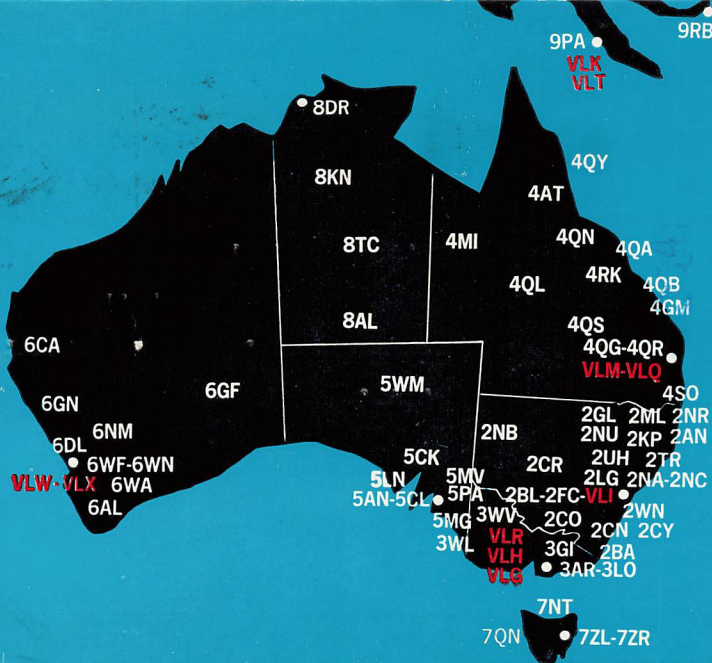 9RB
9PA
VLK
VLT
8DR
4QY
8KN
4AT
8TC
4MI
4QN
4QA
4QL
4RK
4QB
4GM
8AL
4QS
6CA
4QG-4QR
VLM-VLQ
5WM
6GF
4SO
6GN
2GL
2ML
2NR
6NM
2NB
2NU
2KP
2AN
6DL
5CK
2UH
2TR
6WF-6WN
2CR
5LN
5MV
2LG
2NA-2NC
VLW-VLX
6WA
5AN-5CL
5PA
2BL-2FC-VLI
6AL
3WV
2WN
5MG
2CO
2CN
2CY
VLR
3WL
3GI
2BA
VLH
3AR-3LO
VLG
7NT
7QN
7ZL-7ZR